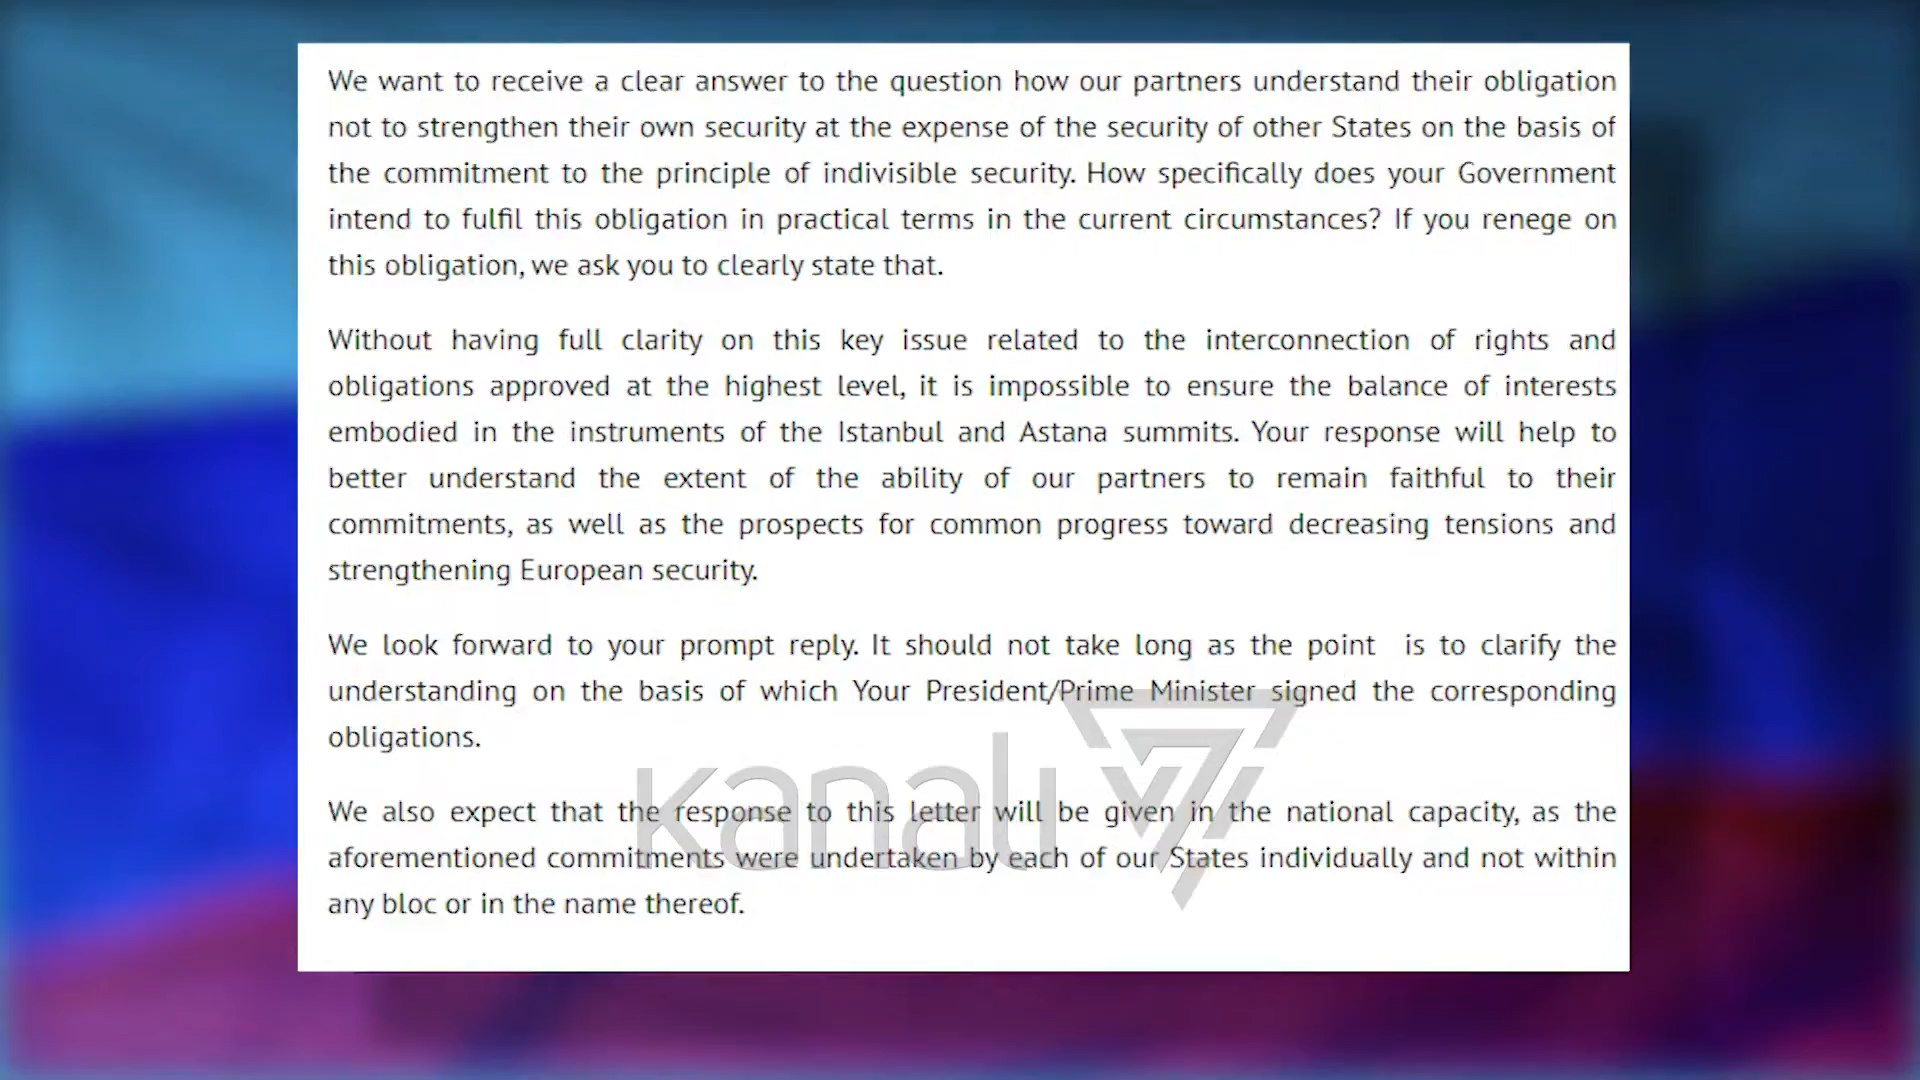 We want to receive a clear answer to the question how our partners understand their obligation
not to strengthen their own security at the expense of the security of other States on the basis of
the commitment to the principle of indivisible security. How specifically does your Government
intend to fulfil this obligation in practical terms in the current circumstances? If you renege on
this obligation, we ask you to clearly state that.
Without having full clarity on this key issue related to the interconnection of rights and
obligations approved at the highest level, it is impossible to ensure the balance of interests
embodied in the instruments of the Istanbul and Astana summits. Your response will help to
better understand the extent of the ability of our partners to remain faithful to their
commitments, as well as the prospects for common progress toward decreasing tensions and
strengthening European security.
We look forward to your prompt reply. It should not take long as the point is to clarify the
understanding on the basis of which Your President/Prime Minister signed the corresponding
obligations.
We also expect that the response to this letter will be given in the national capacity, as the
aforementioned commitments were undertaken by each of our States individually and not within
any bloc or in the name thereof.
kanali 7